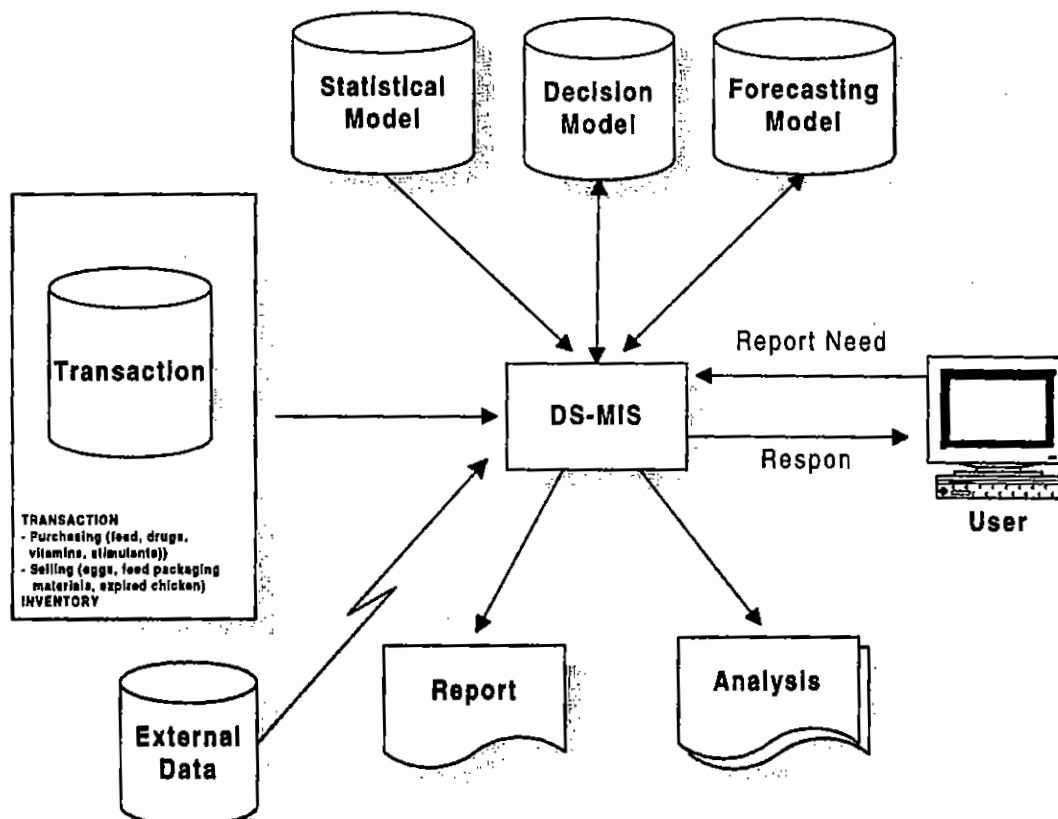 Statistical
Model
Decision
Model
Forecasting
Model
Transaction
TRANSACTION
- Purchasing (feed, drugs,
vitamins, stimulants))
- Selling (eggs, feed packaging
materials, expired chicken)
INVENTORY
DS-MIS
Report Need
Respon
User
External
Data
Report
Analysis